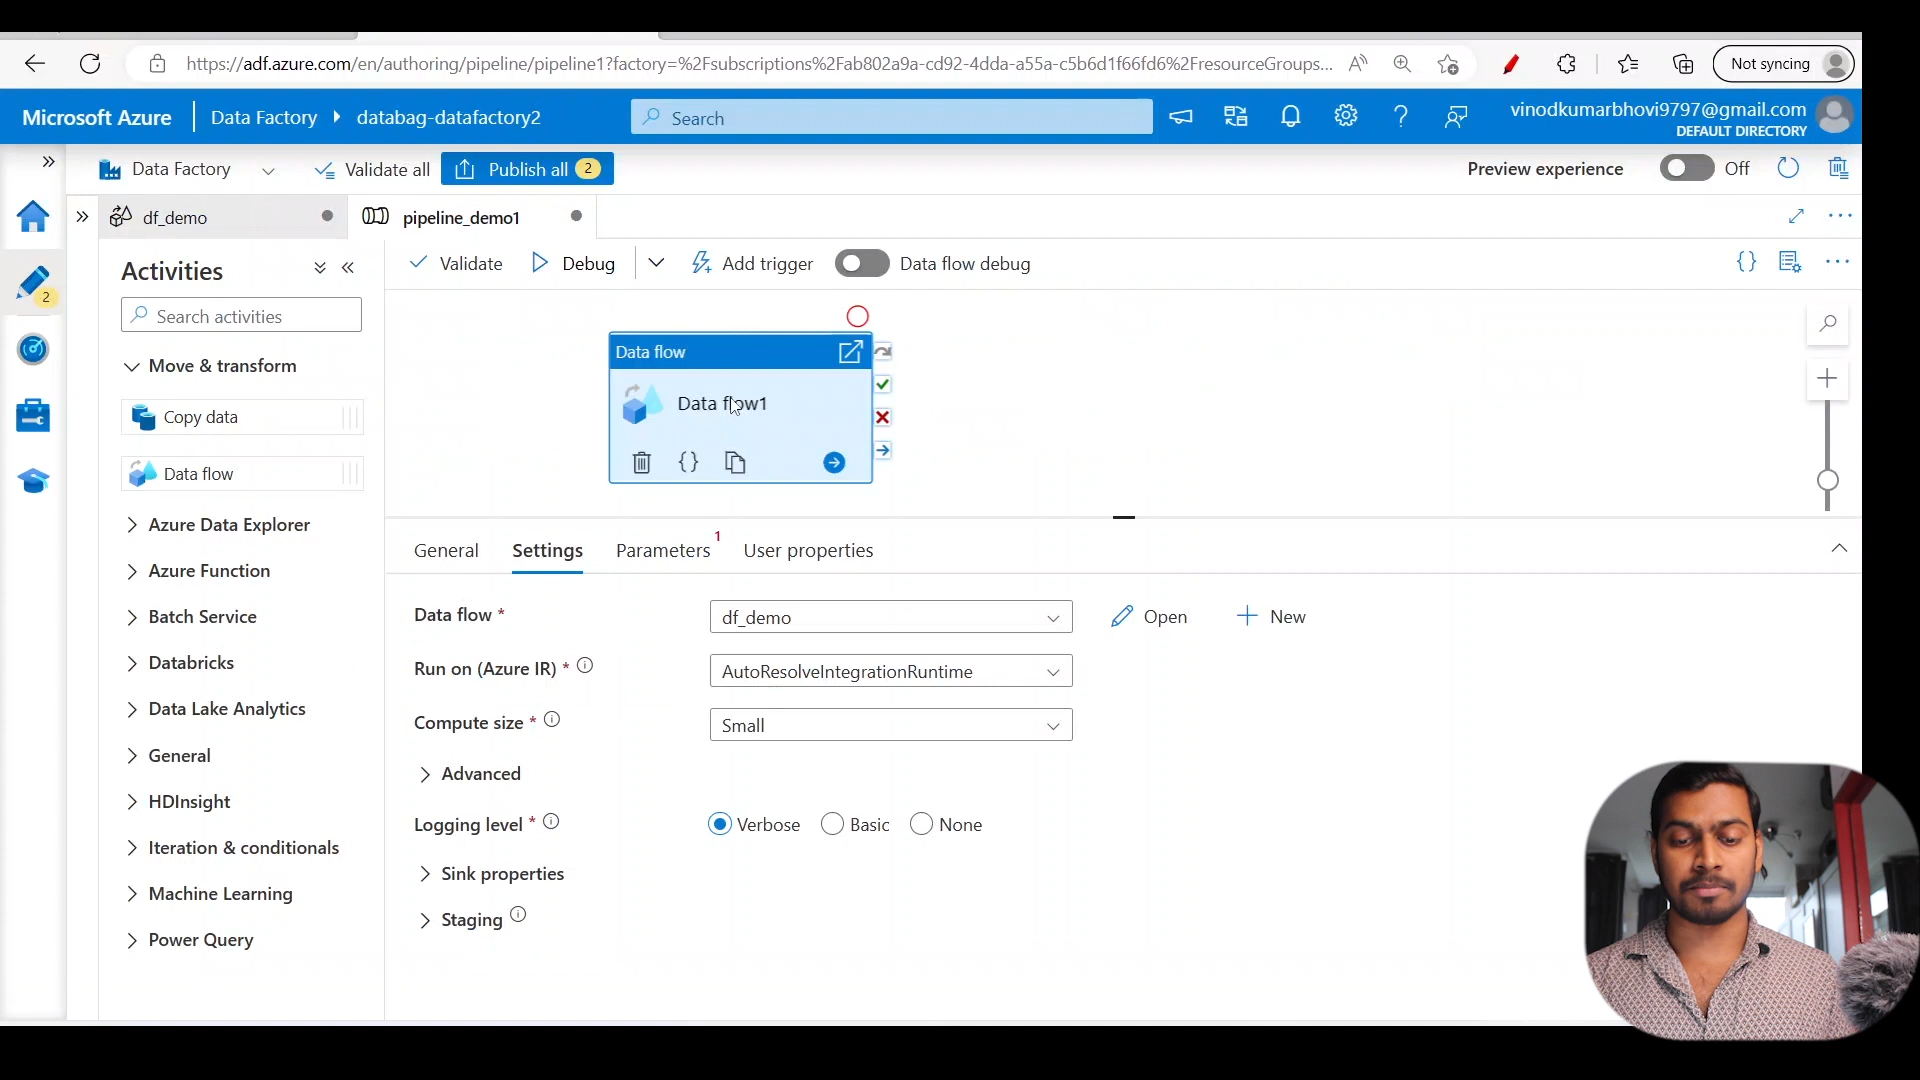 https://adf.azure.com/en/authoring/pipeline/pipeline1?factory=%2Fsubscriptions%2Fab802a9a-cd92-4dda-a55a-c5b6d1f66fd6%2FresourceGroups...
Not syncing
Microsoft Azure
Data Factory
databag-datafactory2
Search
vinodkumarbhovi9797@gmail.com
DEFAULT DIRECTORY
Data Factory
Validate all
Publish all 2
Preview experience
Off
df_demo
pipeline_demo1
Activities
Validate
Debug
Add trigger
Data flow debug
2
Search activities
Move & transform
Copy data
Data flow
Azure Data Explorer
Azure Function
Batch Service
Databricks
Data Lake Analytics
General
HDInsight
Iteration & conditionals
Machine Learning
Power Query
Data flow
Data flow1
General
Settings
Parameters 1
User properties
Data flow *
df_demo
Open
New
Run on (Azure IR) *
AutoResolveIntegrationRuntime
Compute size *
Small
Advanced
Logging level *
Verbose
Basic
None
Sink properties
Staging